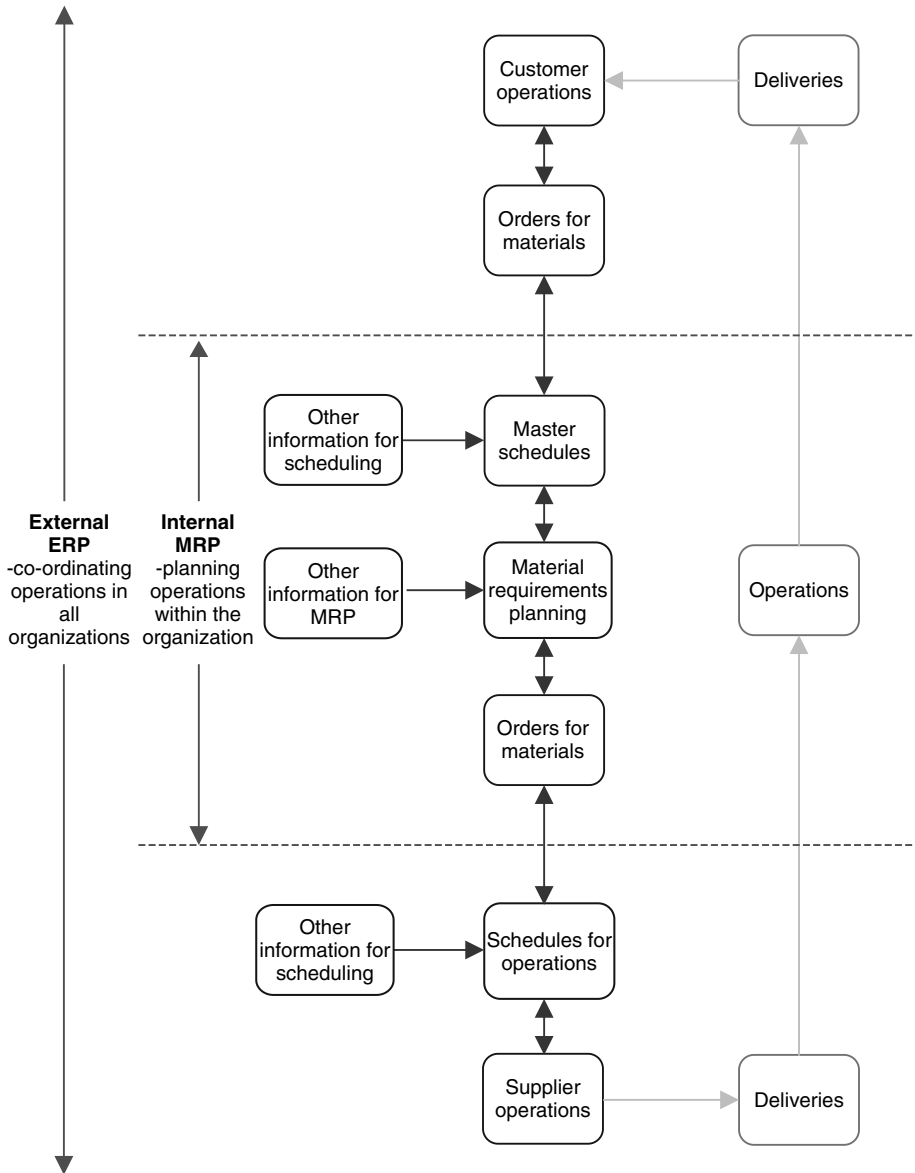 Customer
operations
Deliveries
Orders for
materials
Other
information for
scheduling
Master
schedules
External
ERP
-co-ordinating
operations in
all
organizations
Internal
MRP
-planning
operations
within the
organization
Other
information for
MRP
Material
requirements
planning
Operations
Orders for
materials
Other
information for
scheduling
Schedules for
operations
Supplier
operations
Deliveries